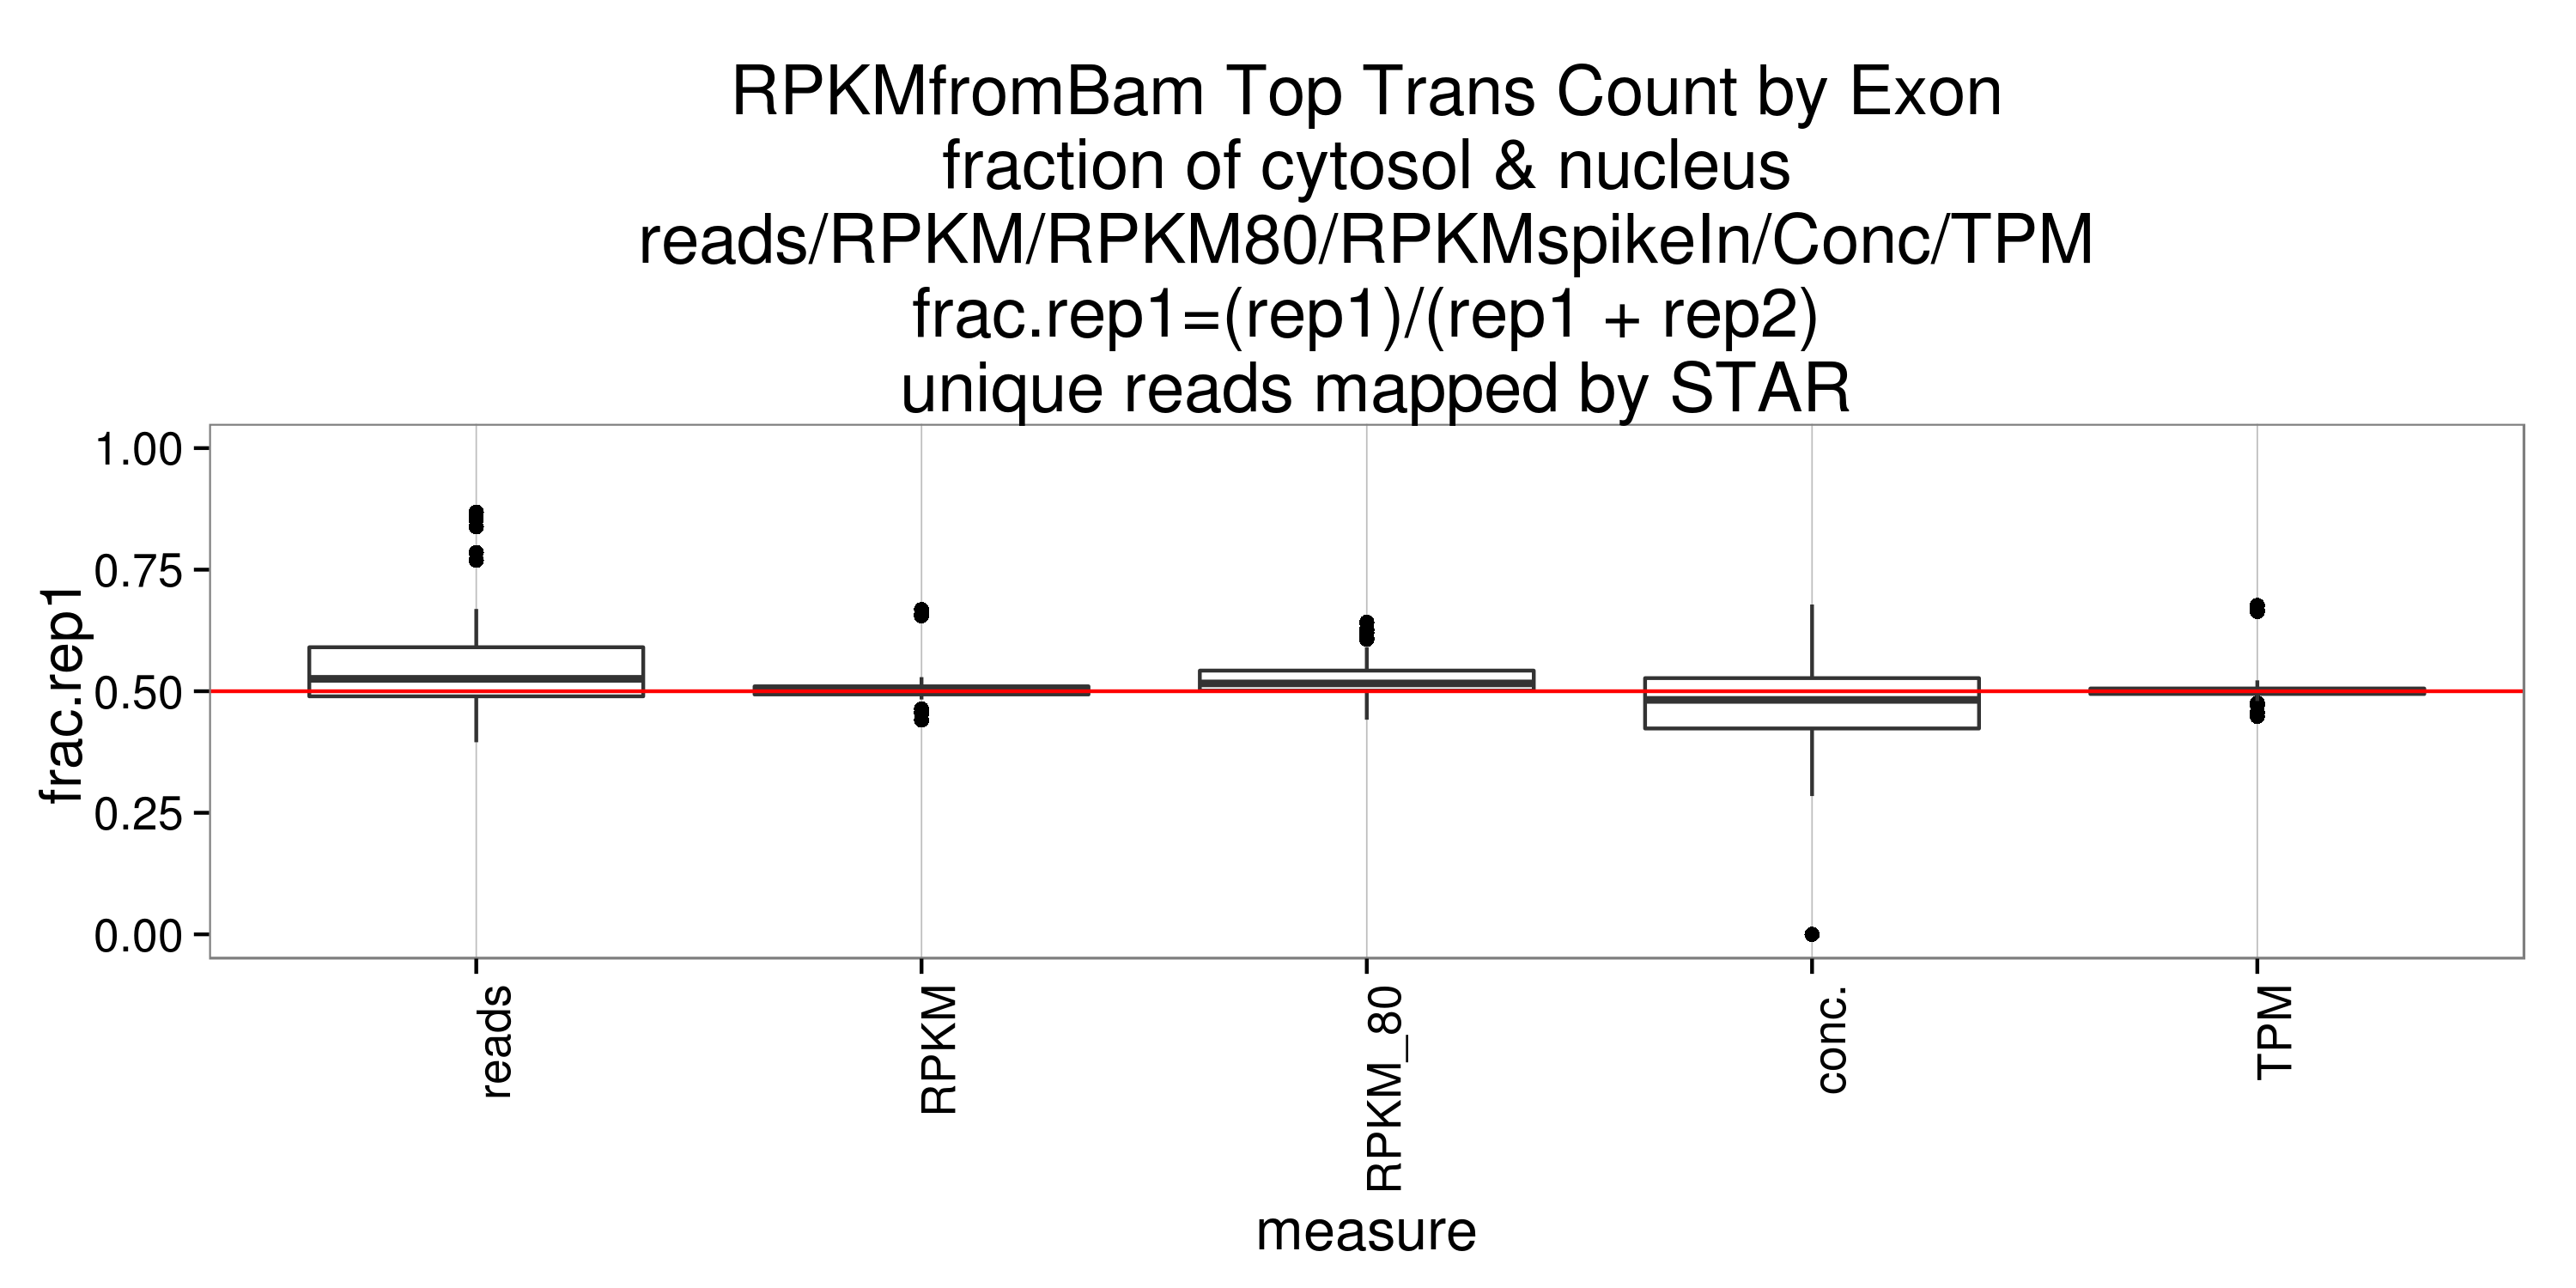 RPKMfromBam Top Trans Count by Exon
fraction of cytosol & nucleus
reads/RPKM/RPKM80/RPKMspikeIn/Conc/TPM
frac.rep1=(rep1)/(rep1 + rep2)
unique reads mapped by STAR
frac.rep1
1.00
0.75
0.50
0.25
0.00
reads
RPKM
RPKM_80
conc.
TPM
measure